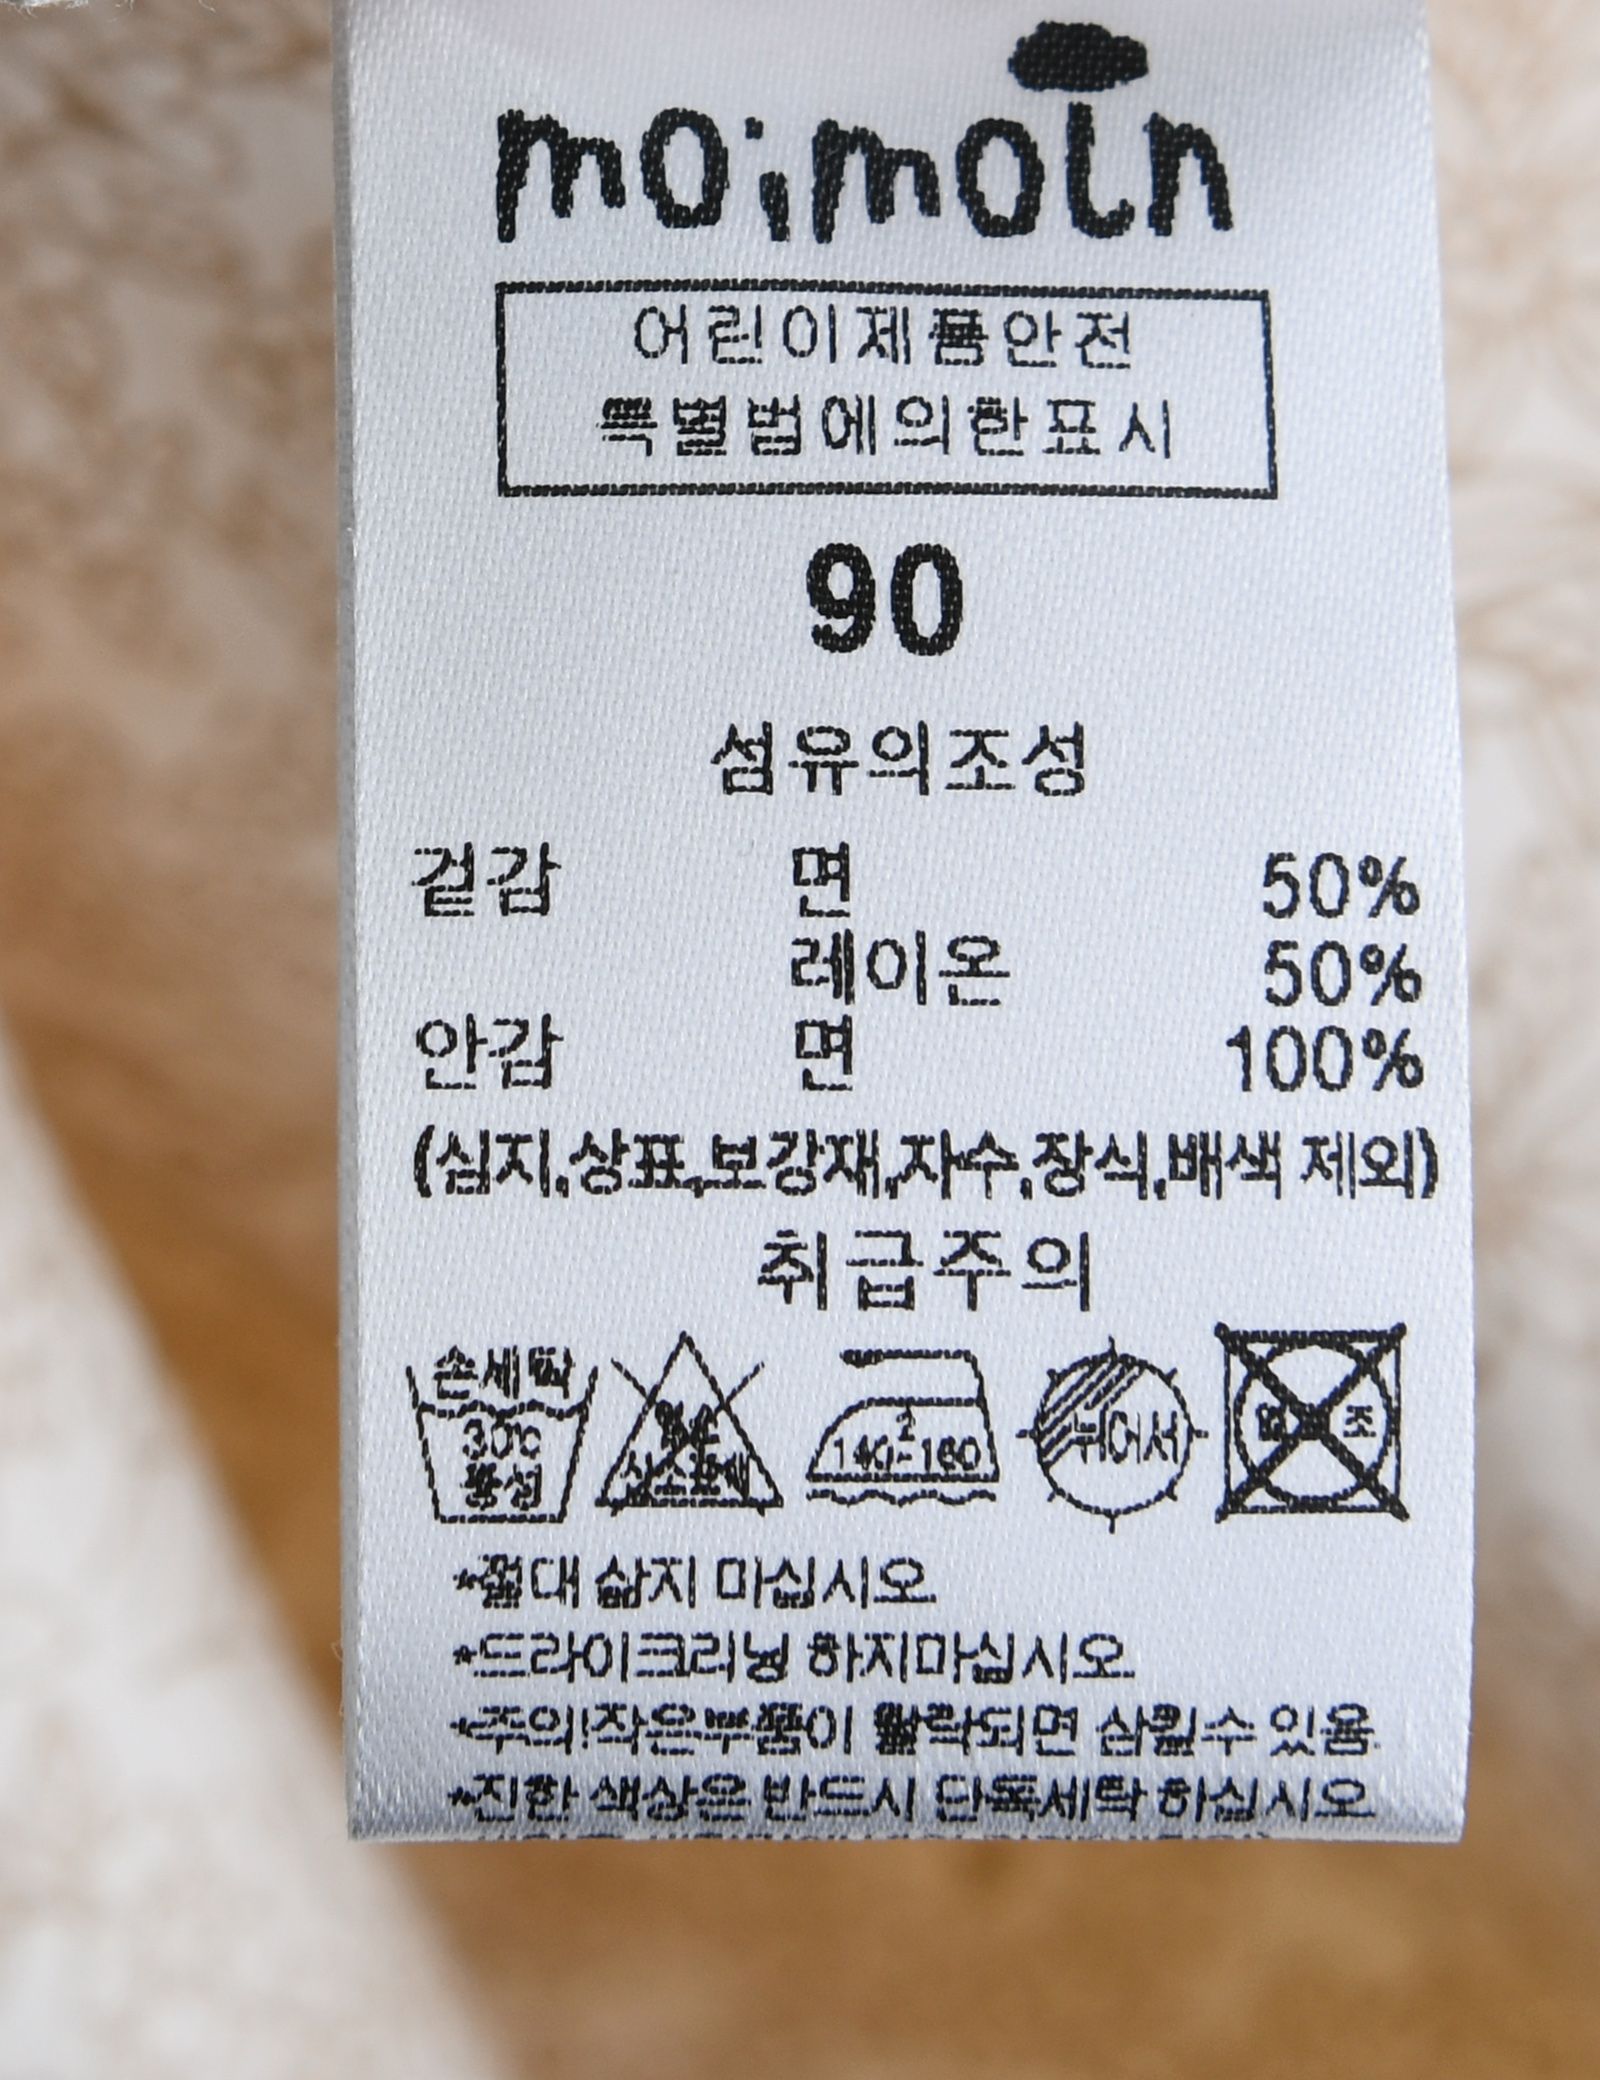 moimoln
어린이제품안전
특별법에의한표시
90
섬유의조성
겉감 면 50%
레이온 50%
안감 면 100%
(심지,상표,보강재,자수,장식,배색 제외)
취급주의
손세탁
30℃
중성
염소
산소표백
2
140-160
뉘어서
조
*절대 삶지 마십시오
*드라이크리닝 하지마십시오
*주의!작은부품이 탈락되면 삼킬수 있음
*진한 색상은 반드시 단독세탁 하십시오